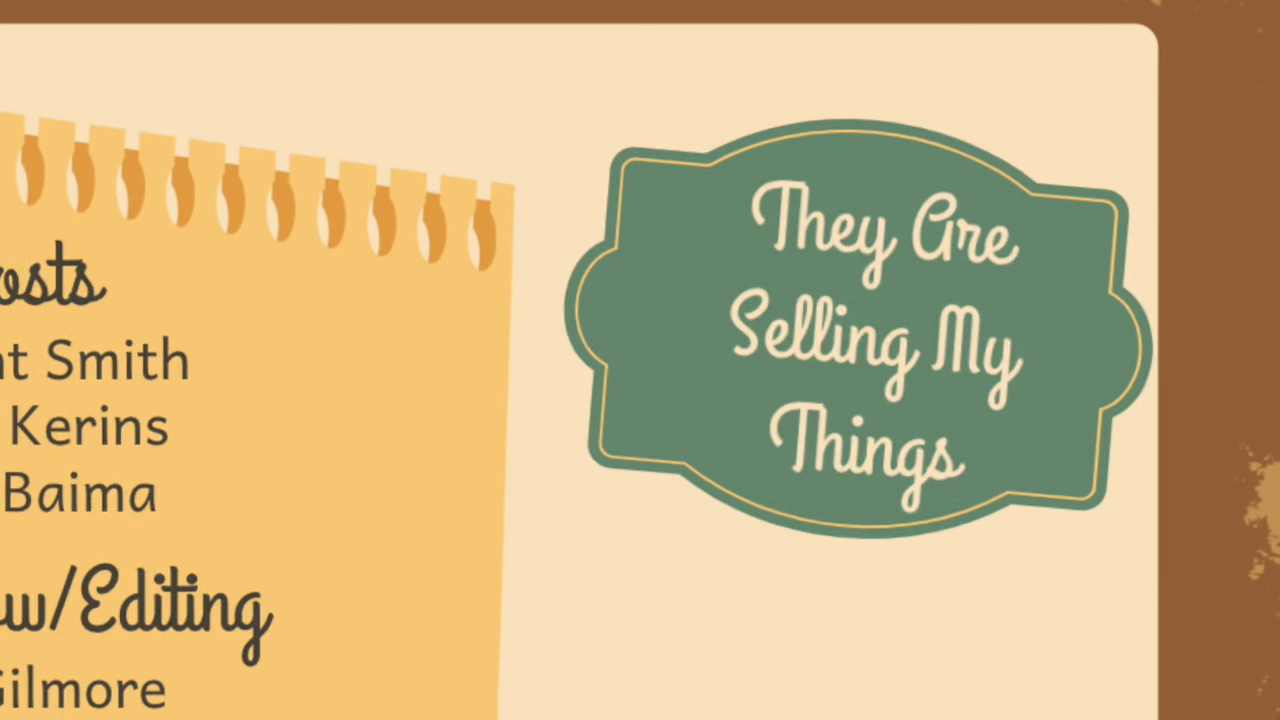 They Are
Selling My
Things
osts
nt Smith
Kerins
Baima
w/Editing
Gilmore